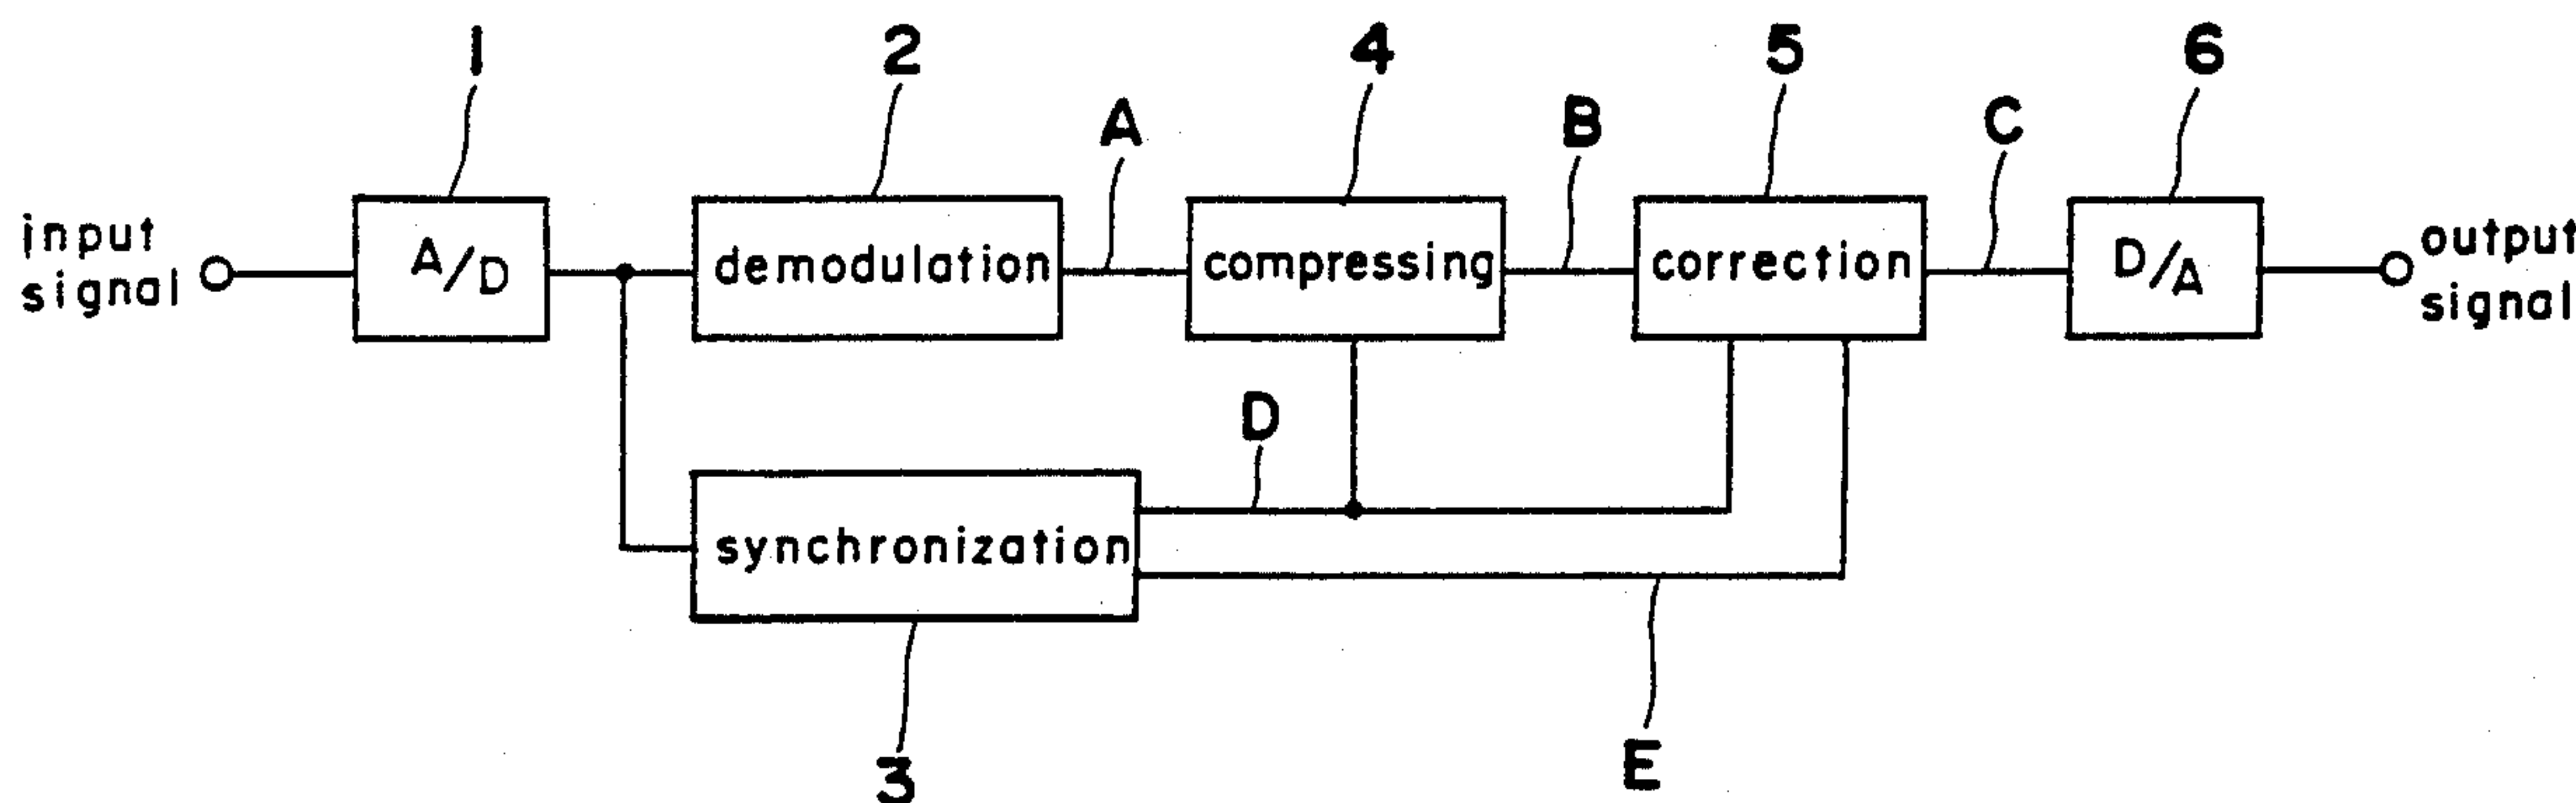 1
2
4
5
6
A
B
C
input
signal
A/D
demodulation
compressing
correction
D/A
output
signal
D
synchronization
3
E